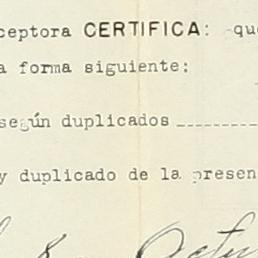 ceptora CERTIFICA: que
a forma siguiente:
según duplicados
y duplicado de la presen